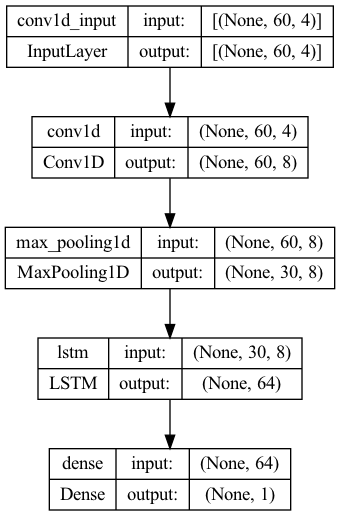 conv1d_input input: [(None, 60, 4)]
InputLayer output: [(None, 60, 4)]
conv1d input: (None, 60, 4)
Conv1D output: (None, 60, 8)
max_pooling1d input: (None, 60, 8)
MaxPooling1D output: (None, 30, 8)
lstm input: (None, 30, 8)
LSTM output: (None, 64)
dense input: (None, 64)
Dense output: (None, 1)